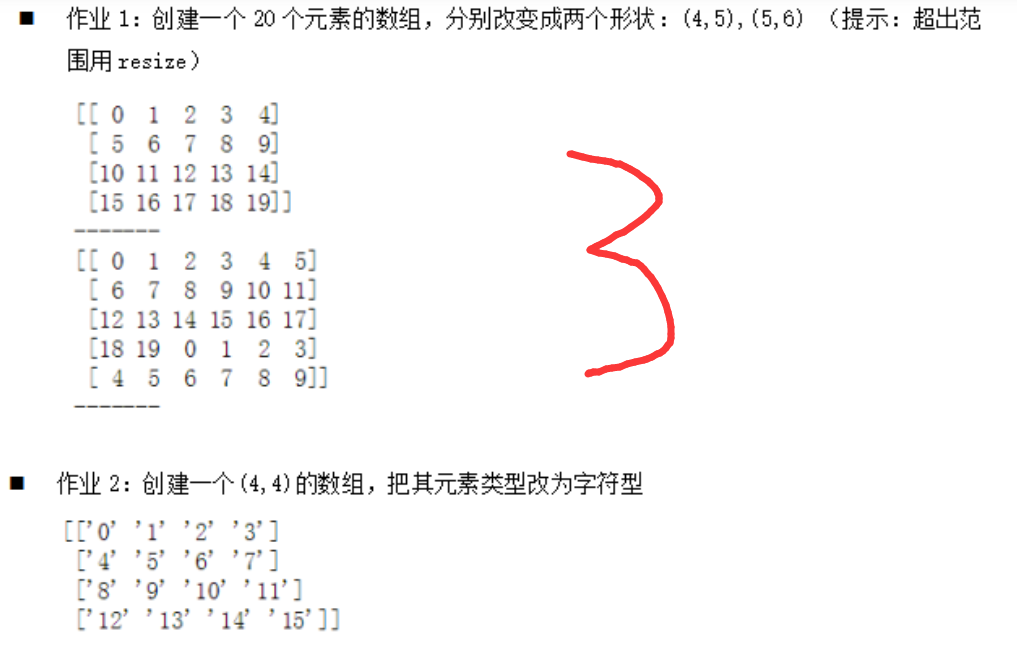 ■ 作业 1：创建一个 20 个元素的数组，分别改变成两个形状：(4,5),(5,6) （提示：超出范
围用 resize）
[[ 0 1 2 3 4]
[ 5 6 7 8 9]
[10 11 12 13 14]
[15 16 17 18 19]]
-------
[[ 0 1 2 3 4 5]
[ 6 7 8 9 10 11]
[12 13 14 15 16 17]
[18 19 0 1 2 3]
[ 4 5 6 7 8 9]]
-------
3
■ 作业 2：创建一个(4,4)的数组，把其元素类型改为字符型
[['0' '1' '2' '3']
['4' '5' '6' '7']
['8' '9' '10' '11']
['12' '13' '14' '15']]